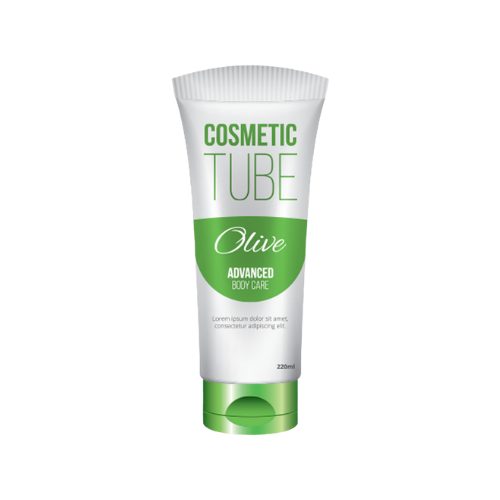 COSMETIC
TUBE
Olive
ADVANCED
BODY CARE
Lorem ipsum dolor sit amet,
consectetur adipiscing elit.
220ml